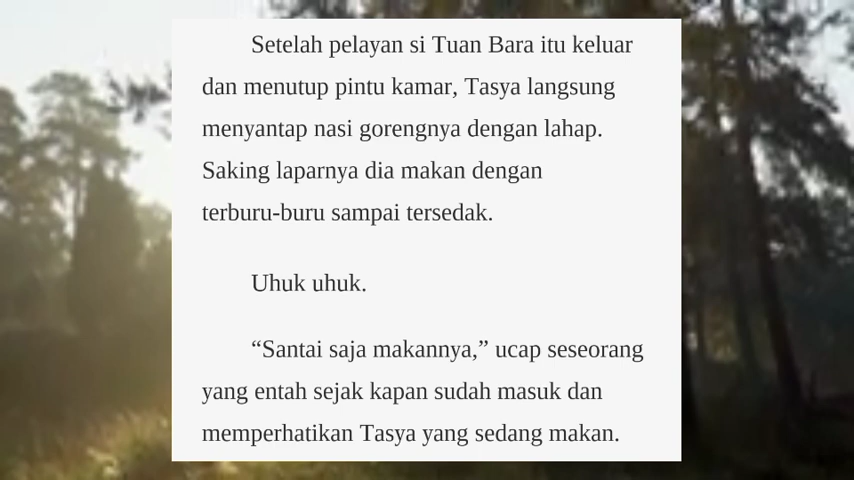 Setelah pelayan si Tuan Bara itu keluar
dan menutup pintu kamar, Tasya langsung
menyantap nasi gorengnya dengan lahap.
Saking laparnya dia makan dengan
terburu-buru sampai tersedak.
Uhuk uhuk.
“Santai saja makannya,” ucap seseorang
yang entah sejak kapan sudah masuk dan
memperhatikan Tasya yang sedang makan.